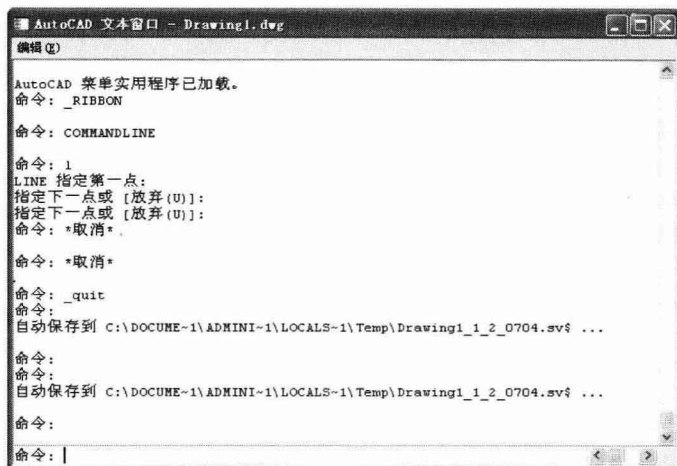 AutoCAD 文本窗口 - Drawing1.dwg
编辑(E)
AutoCAD 菜单实用程序已加载。
命令: _RIBBON
命令: COMMANDLINE
命令: l
LINE 指定第一点:
指定下一点或 [放弃(U)]:
指定下一点或 [放弃(U)]:
命令: *取消*
命令: *取消*
命令: _quit
命令:
自动保存到 C:\DOCUME~1\ADMINI~1\LOCALS~1\Temp\Drawing1_1_2_0704.sv$ ...
命令:
命令:
自动保存到 C:\DOCUME~1\ADMINI~1\LOCALS~1\Temp\Drawing1_1_2_0704.sv$ ...
命令:
命令: